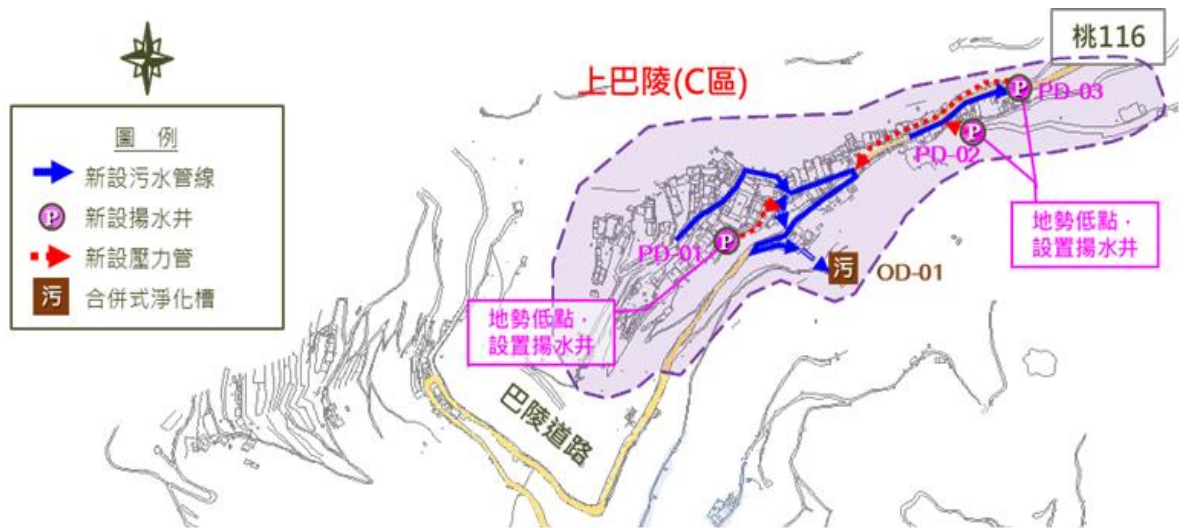 桃116
上巴陵(C區)
圖 例
新設污水管線
P
新設揚水井
新設壓力管
污
合併式淨化槽
P
PD-03
P
PD-02
地勢低點，
設置揚水井
P
PD-01
污
OD-01
地勢低點，
設置揚水井
巴陵道路